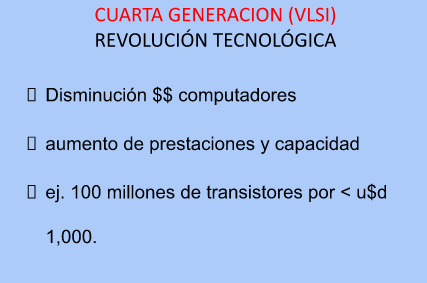 CUARTA GENERACION (VLSI)
REVOLUCIÓN TECNOLÓGICA
▯ Disminución $$ computadores
▯ aumento de prestaciones y capacidad
▯ ej. 100 millones de transistores por < u$d
1,000.